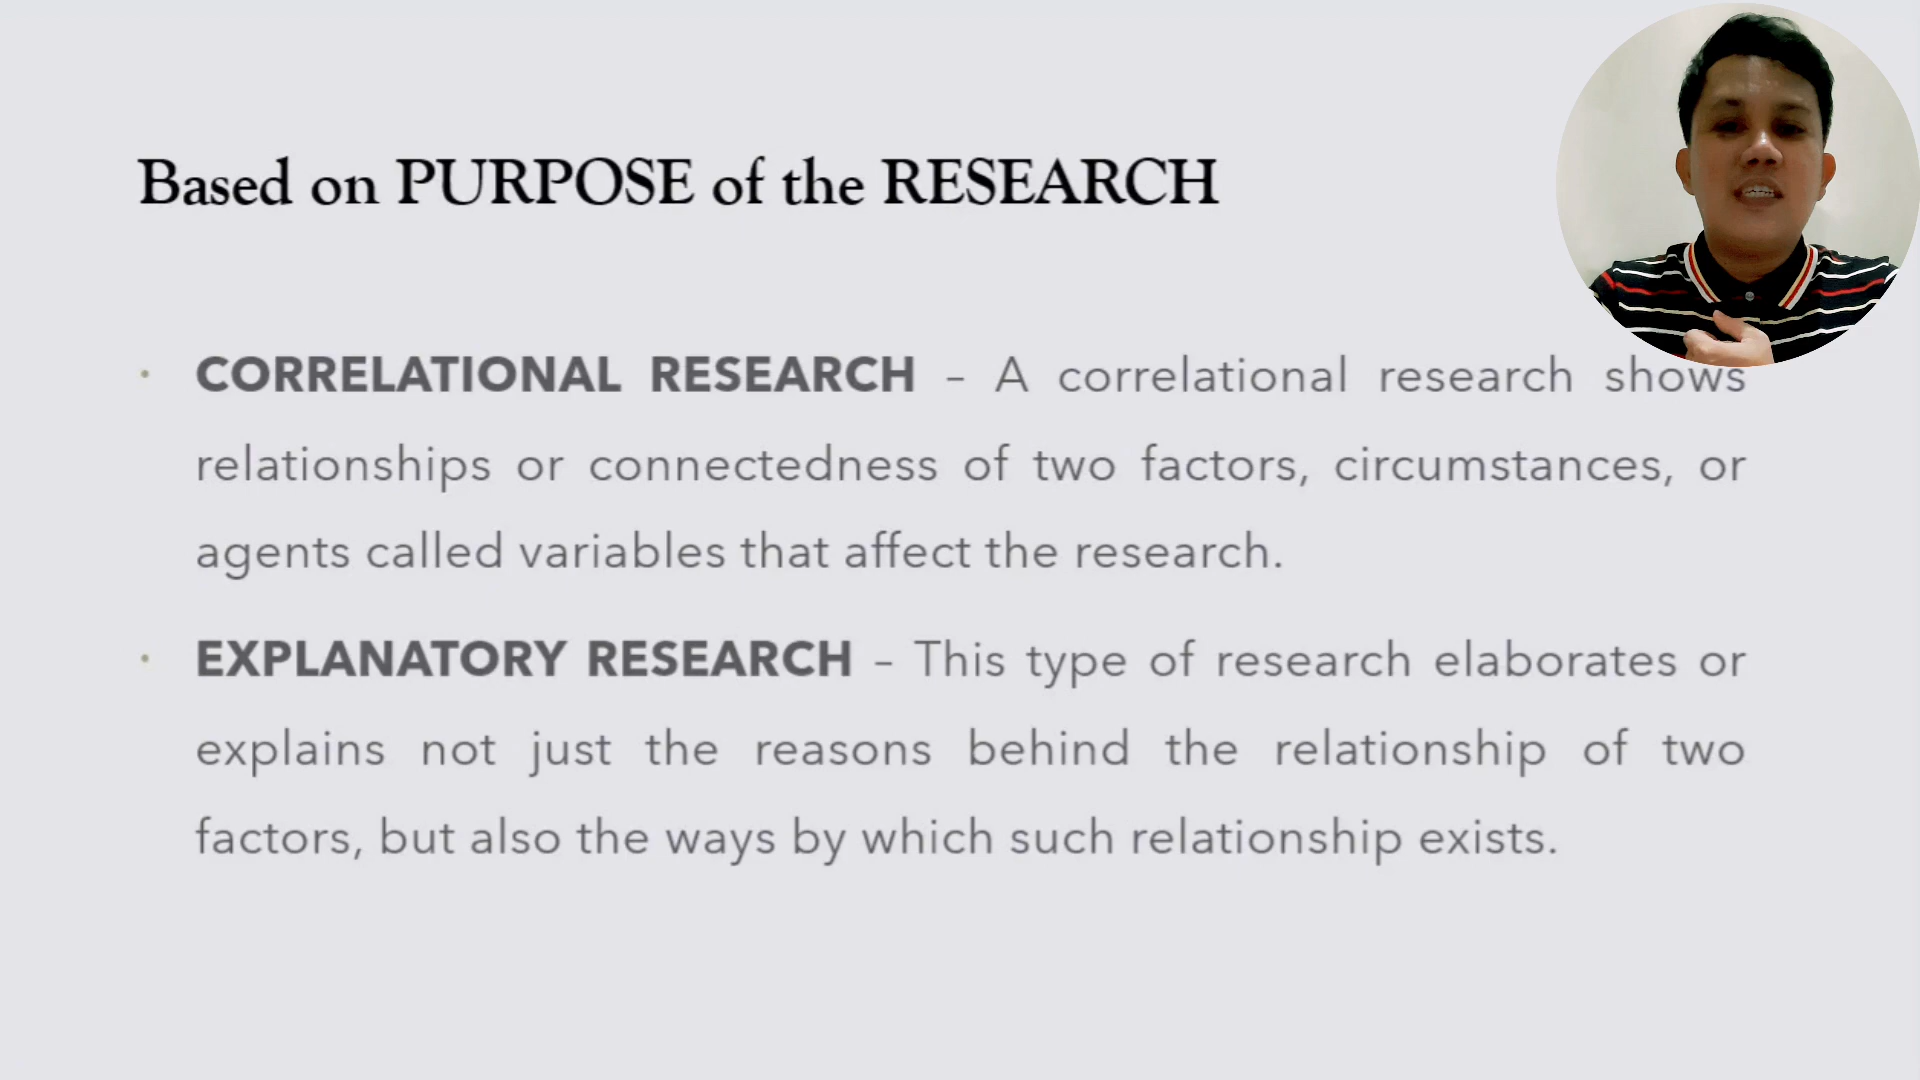 Based on PURPOSE of the RESEARCH
• CORRELATIONAL RESEARCH – A correlational research shows
relationships or connectedness of two factors, circumstances, or
agents called variables that affect the research.
• EXPLANATORY RESEARCH – This type of research elaborates or
explains not just the reasons behind the relationship of two
factors, but also the ways by which such relationship exists.